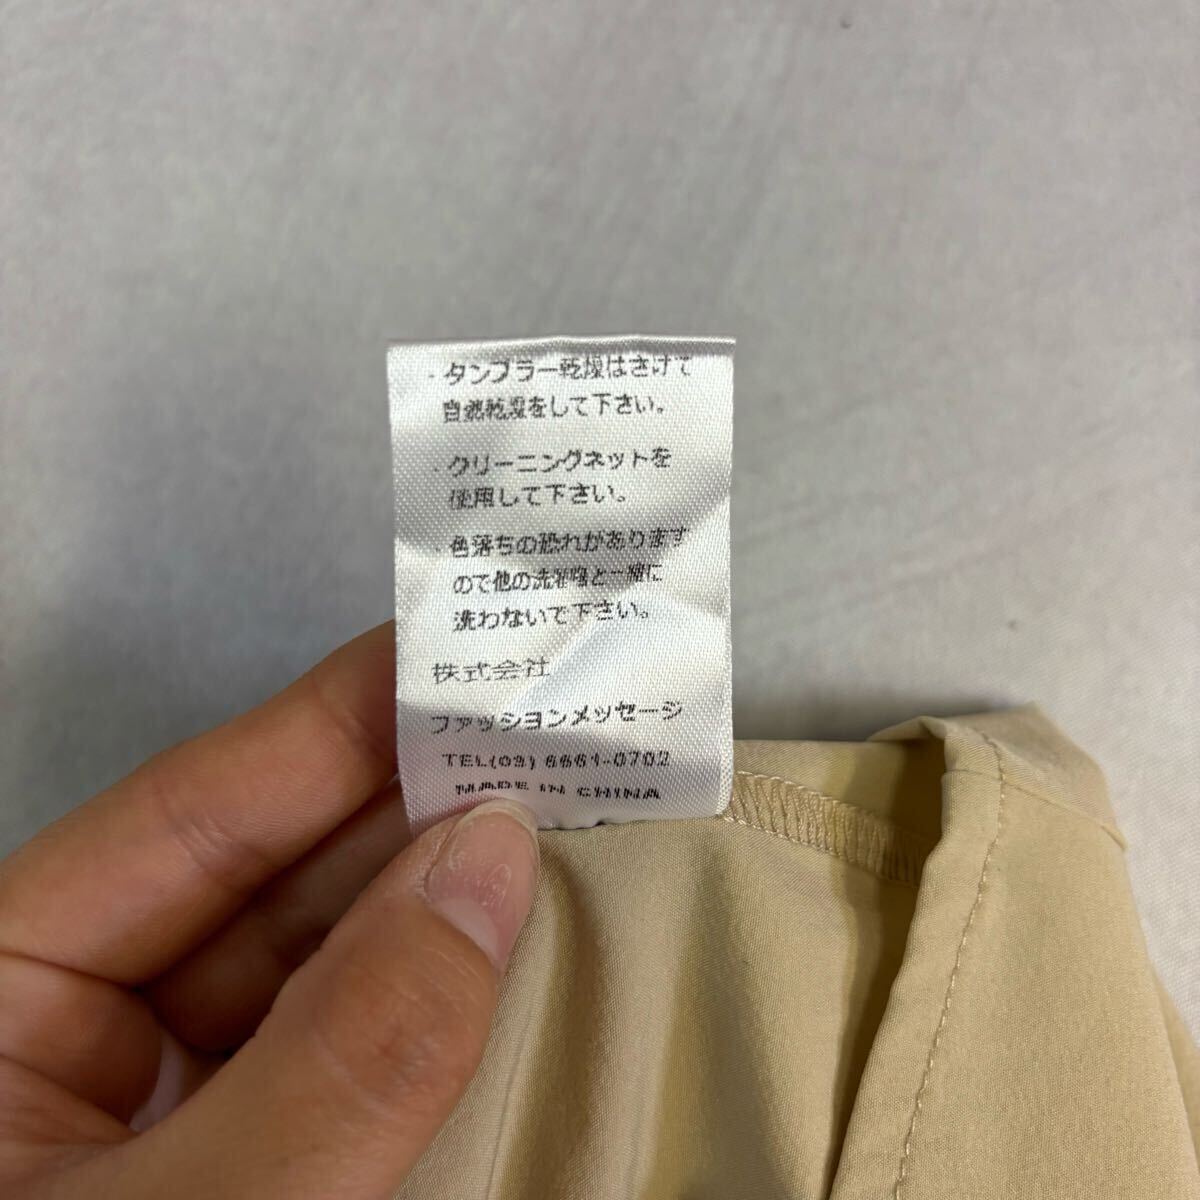 ・タンブラー乾燥はさけて
自然乾燥をして下さい。
・クリーニングネットを
使用して下さい。
・色落ちの恐れがあります
ので他の洗濯物と一緒に
洗わないで下さい。
株式会社
ファッションメッセージ
TEL(03) 6661-0702
MADE IN CHINA